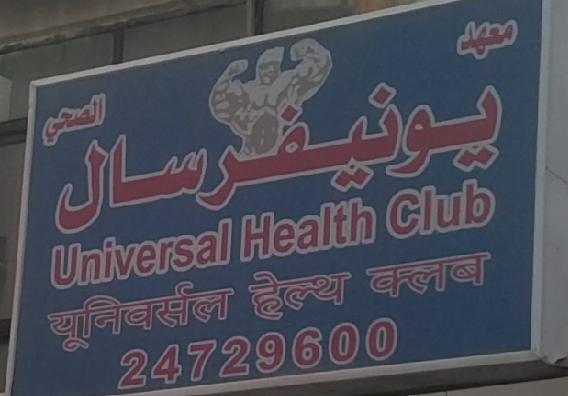 معهد
يونيفرسال
الصحي
Universal Health Club
यूनिवर्सल हेल्थ क्लब
24729600